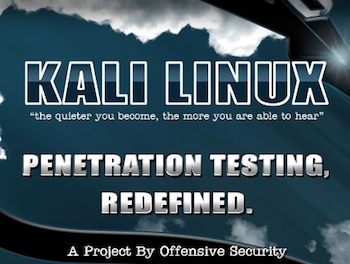 KALI LINUX
“the quieter you become, the more you are able to hear”
PENETRATION TESTING,
REDEFINED.
A Project By Offensive Security